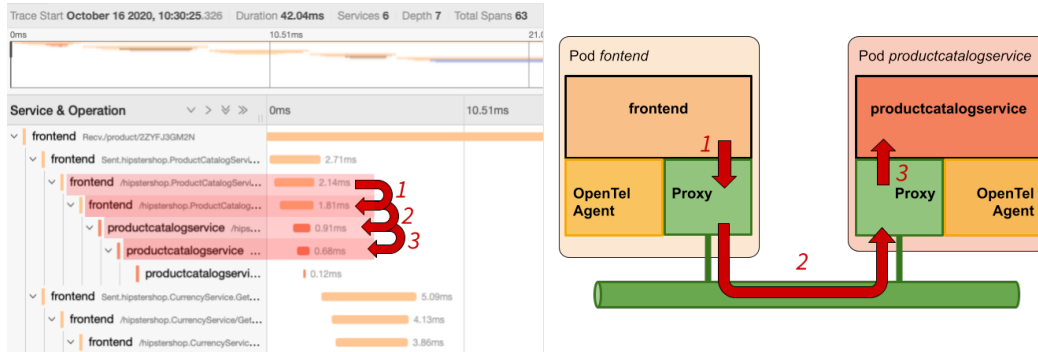 Trace Start October 16 2020, 10:30:25.326 Duration 42.04ms Services 6 Depth 7 Total Spans 63
0ms 10.51ms 21.0
Service & Operation 0ms 10.51ms
frontend Recv./product/2ZYFJ3GM2N
frontend Sent.hipstershop.ProductCatalogServi... 2.71ms
frontend /hipstershop.ProductCatalogServi... 2.14ms
frontend /hipstershop.ProductCatalog... 1.81ms
productcatalogservice /hips... 0.91ms
productcatalogservice ... 0.68ms
productcatalogservi... 0.12ms
frontend Sent.hipstershop.CurrencyService.Get... 5.09ms
frontend /hipstershop.CurrencyService/Get... 4.13ms
frontend /hipstershop.CurrencyServic... 3.86ms
1
2
3
Pod fontend
frontend
1
OpenTel
Agent
Proxy
2
Pod productcatalogservice
productcatalogservice
3
Proxy
OpenTel
Agent